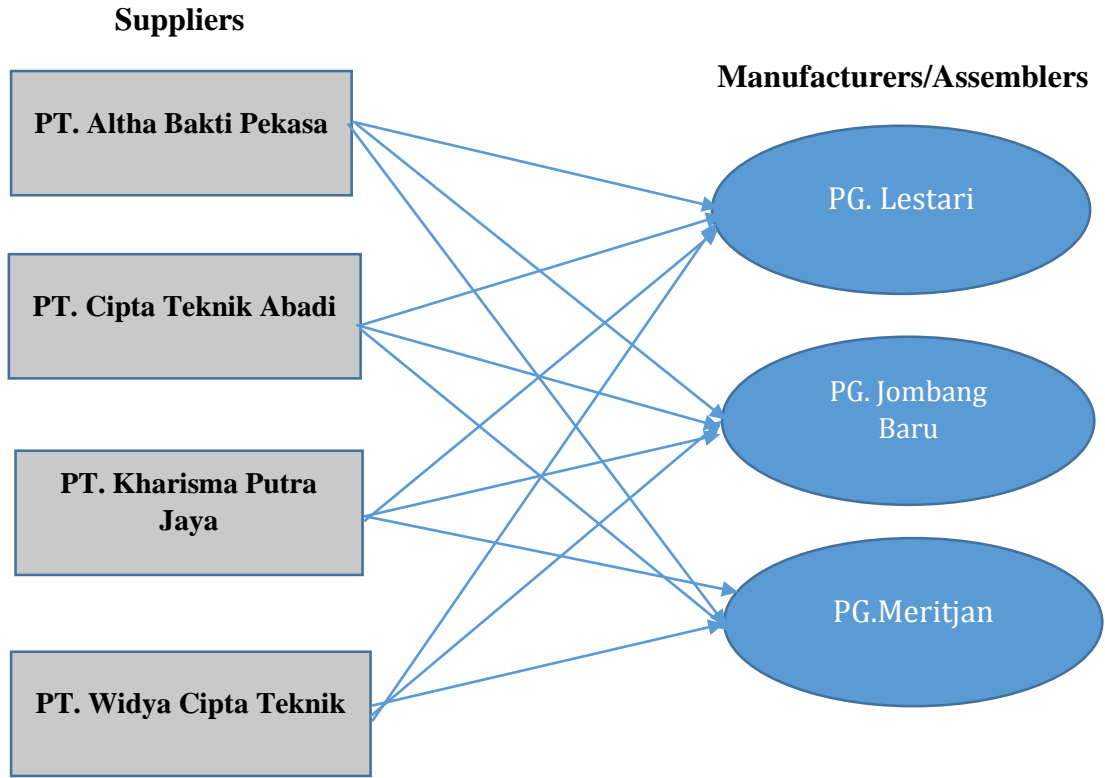 Suppliers
Manufacturers/Assemblers
PT. Altha Bakti Pekasa
PG. Lestari
PT. Cipta Teknik Abadi
PG. Jombang
Baru
PT. Kharisma Putra
Jaya
PG.Meritjan
PT. Widya Cipta Teknik